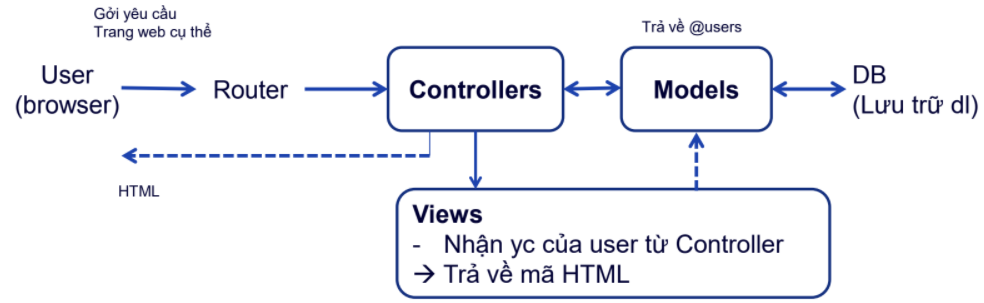 Gởi yêu cầu
Trang web cụ thể
Trả về @users
User
(browser)
Router
Controllers
Models
DB
(Lưu trữ dl)
HTML
Views
- Nhận yc của user từ Controller
→ Trả về mã HTML